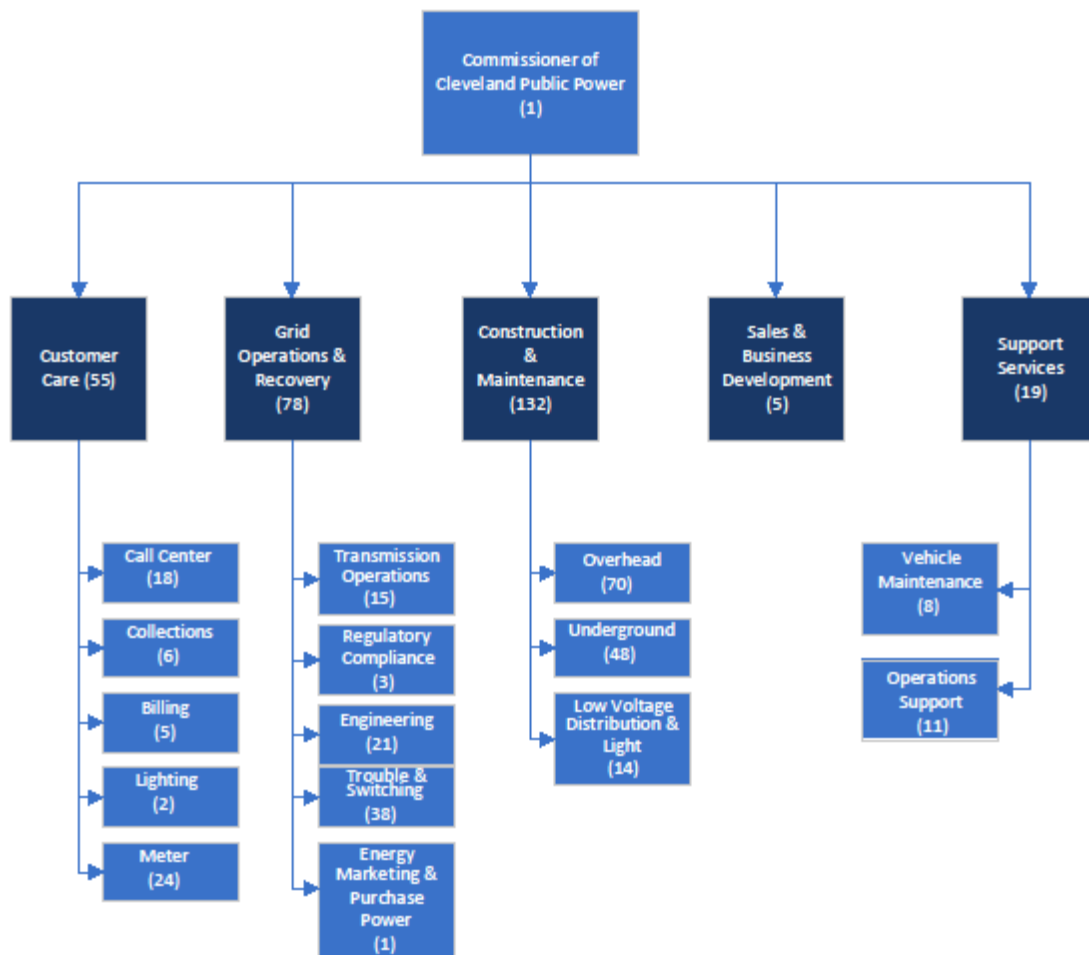 Commissioner of
Cleveland Public Power
(1)
Customer
Care (55)
Grid
Operations &
Recovery
(78)
Construction
&
Maintenance
(132)
Sales &
Business
Development
(5)
Support
Services
(19)
Call Center
(18)
Collections
(6)
Billing
(5)
Lighting
(2)
Meter
(24)
Transmission
Operations
(15)
Regulatory
Compliance
(3)
Engineering
(21)
Trouble &
Switching
(38)
Energy
Marketing &
Purchase
Power
(1)
Overhead
(70)
Underground
(48)
Low Voltage
Distribution &
Light
(14)
Vehicle
Maintenance
(8)
Operations
Support
(11)